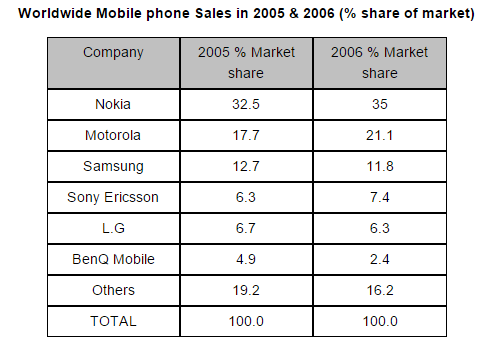 Worldwide Mobile phone Sales in 2005 & 2006 (% share of market)
Company 2005 % Market share 2006 % Market share
Nokia 32.5 35
Motorola 17.7 21.1
Samsung 12.7 11.8
Sony Ericsson 6.3 7.4
L.G 6.7 6.3
BenQ Mobile 4.9 2.4
Others 19.2 16.2
TOTAL 100.0 100.0